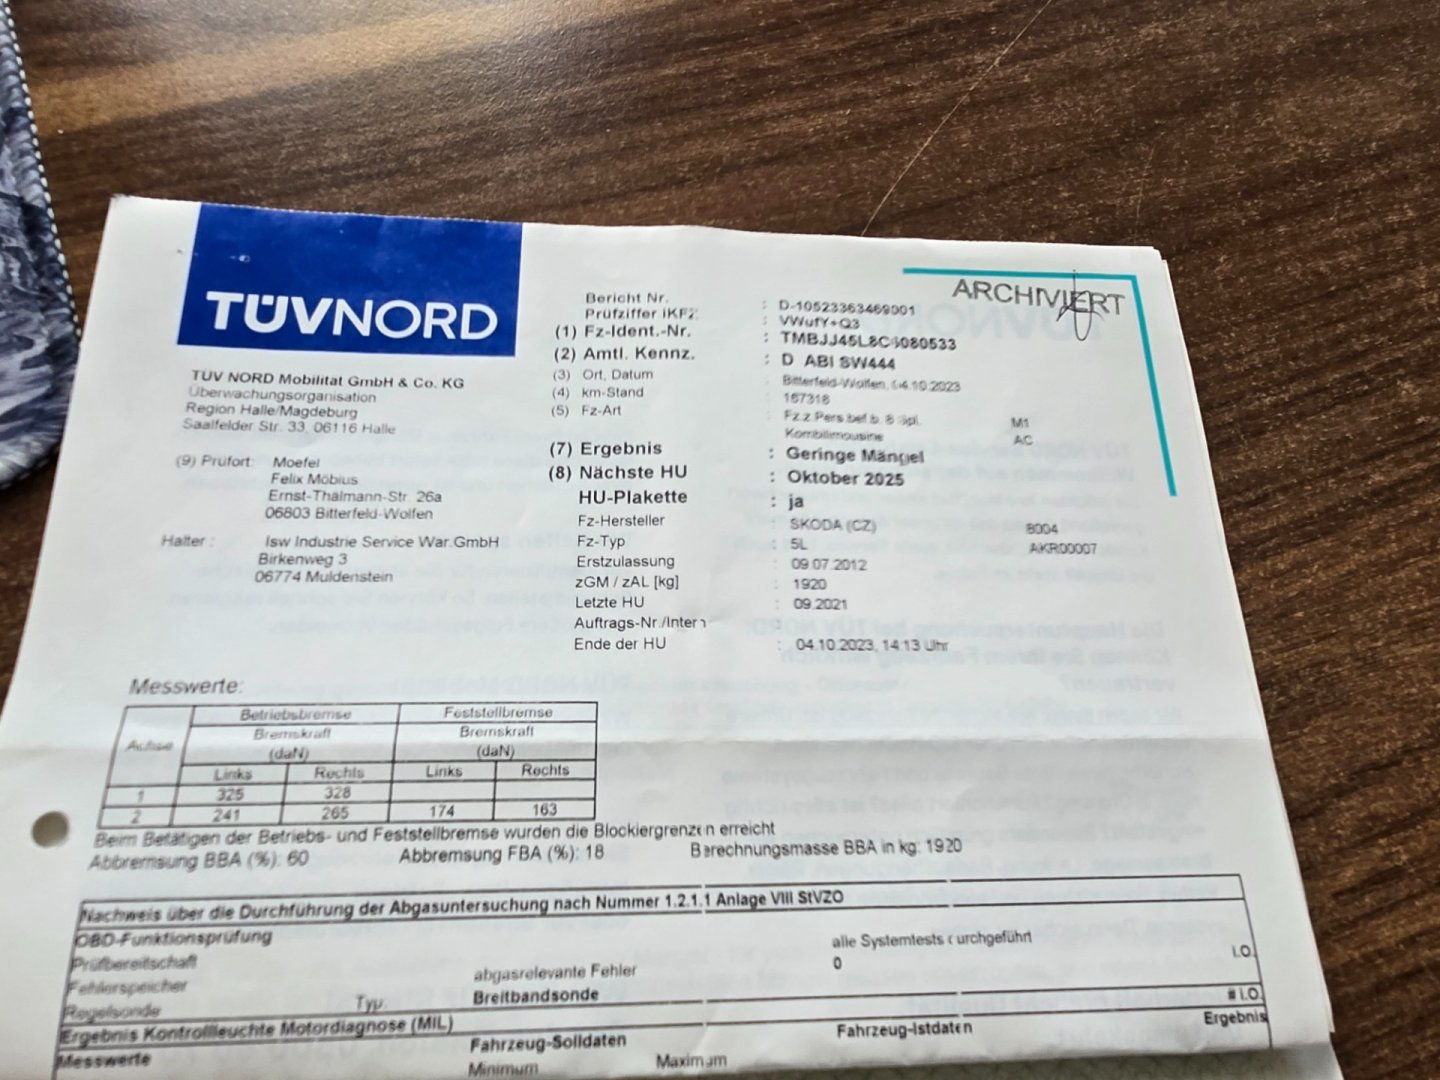 TÜVNORD
ARCHIVIERT
TÜV NORD Mobilität GmbH & Co. KG
Überwachungsorganisation
Region Halle/Magdeburg
Saalfelder Str. 33, 06116 Halle
(9) Prüfort: Moefel
Felix Möbius
Ernst-Thälmann-Str. 26a
06803 Bitterfeld-Wolfen
Halter : Isw Industrie Service War.GmbH
Birkenweg 3
06774 Muldenstein
Bericht Nr. : D-10523363469001
Prüfziffer : VWufY+Q3
(1) Fz-Ident.-Nr. :
(2) Amtl. Kennz. : D ABI SW444
(3) Ort, Datum : Bitterfeld-Wolfen, 04.10.2023
(4) km-Stand : 167318
(5) Fz-Art : Fz.z.Pers.bef.b. 8 Spl. M1
Kombilimousine AC
(7) Ergebnis : Geringe Mängel
(8) Nächste HU : Oktober 2025
HU-Plakette : ja
Fz-Hersteller : SKODA (CZ) 8004
Fz-Typ : 5L AKR00007
Erstzulassung : 09.07.2012
zGM / zAL [kg] : 1920
Letzte HU : 09.2021
Auftrags-Nr./Intern :
Ende der HU : 04.10.2023, 14:13 Uhr
Messwerte:
Achse Betriebsbremse Feststellbremse
Bremskraft Bremskraft
(daN) (daN)
Links Rechts Links Rechts
1 325 328
2 241 265 174 163
Beim Betätigen der Betriebs- und Feststellbremse wurden die Blockiergrenzen erreicht
Abbremsung BBA (%): 60 Abbremsung FBA (%): 18 Berechnungsmasse BBA in kg: 1920
Nachweis über die Durchführung der Abgasuntersuchung nach Nummer 1.2.1.1 Anlage VIII StVZO
OBD-Funktionsprüfung
Prüfbereitschaft alle Systemtests durchgeführt
Fehlerspeicher abgasrelevante Fehler 0 I.O.
Regelsonde Typ: Breitbandsonde
Ergebnis Kontrollleuchte Motordiagnose (MIL) # I.O.
Messwerte Fahrzeug-Solldaten Fahrzeug-Istdaten Ergebnis
Minimum Maximum